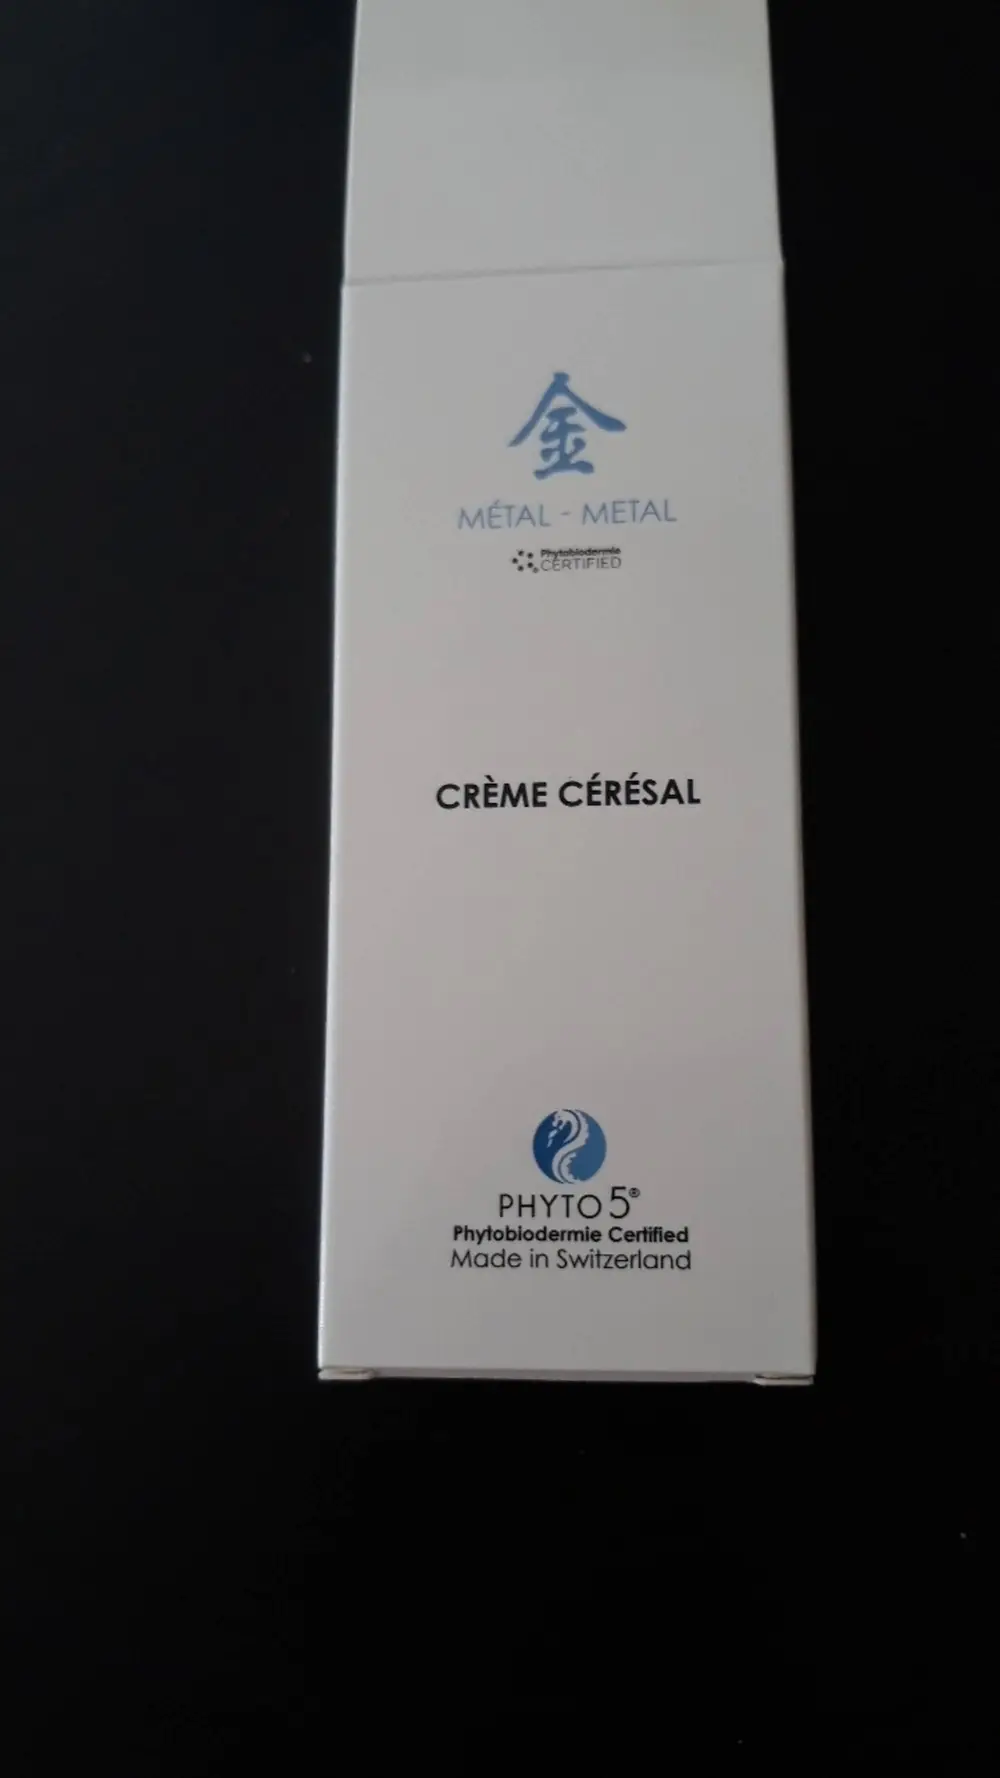 金
MÉTAL - METAL
Phytobiodermie
CERTIFIED
CRÈME CÉRÉSAL
PHYTO 5®
Phytobiodermie Certified
Made in Switzerland